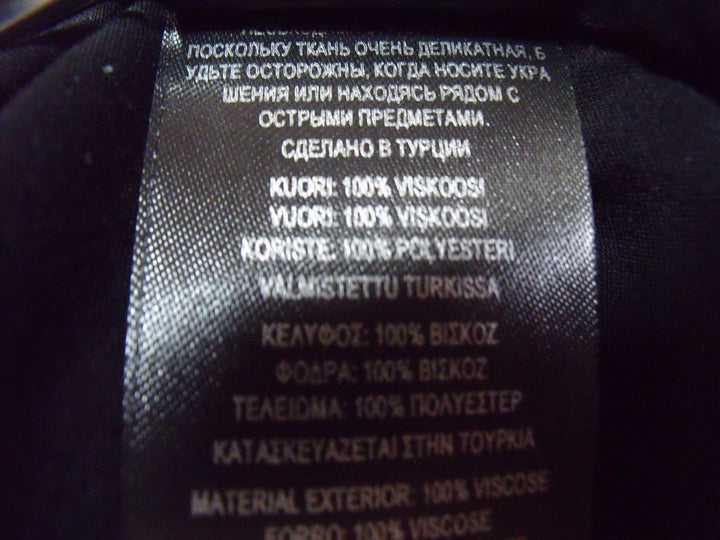 ПОСКОЛЬКУ ТКАНЬ ОЧЕНЬ ДЕЛИКАТНАЯ, Б
УДЬТЕ ОСТОРОЖНЫ, КОГДА НОСИТЕ УКРА
ШЕНИЯ ИЛИ НАХОДЯСЬ РЯДОМ С
ОСТРЫМИ ПРЕДМЕТАМИ.
СДЕЛАНО В ТУРЦИИ
KUORI: 100% VISKOOSI
VUORI: 100% VISKOOSI
KORISTE: 100% POLYESTERI
VALMISTETTU TURKISSA
ΚΕΛΥΦΟΣ: 100% ΒΙΣΚΟΖ
ΦΟΔΡΑ: 100% ΒΙΣΚΟΖ
ΤΕΛΕΙΩΜΑ: 100% ΠΟΛΥΕΣΤΕΡ
ΚΑΤΑΣΚΕΥΑΖΕΤΑΙ ΣΤΗΝ ΤΟΥΡΚΙΑ
MATERIAL EXTERIOR: 100% VISCOSE
FORRO: 100% VISCOSE